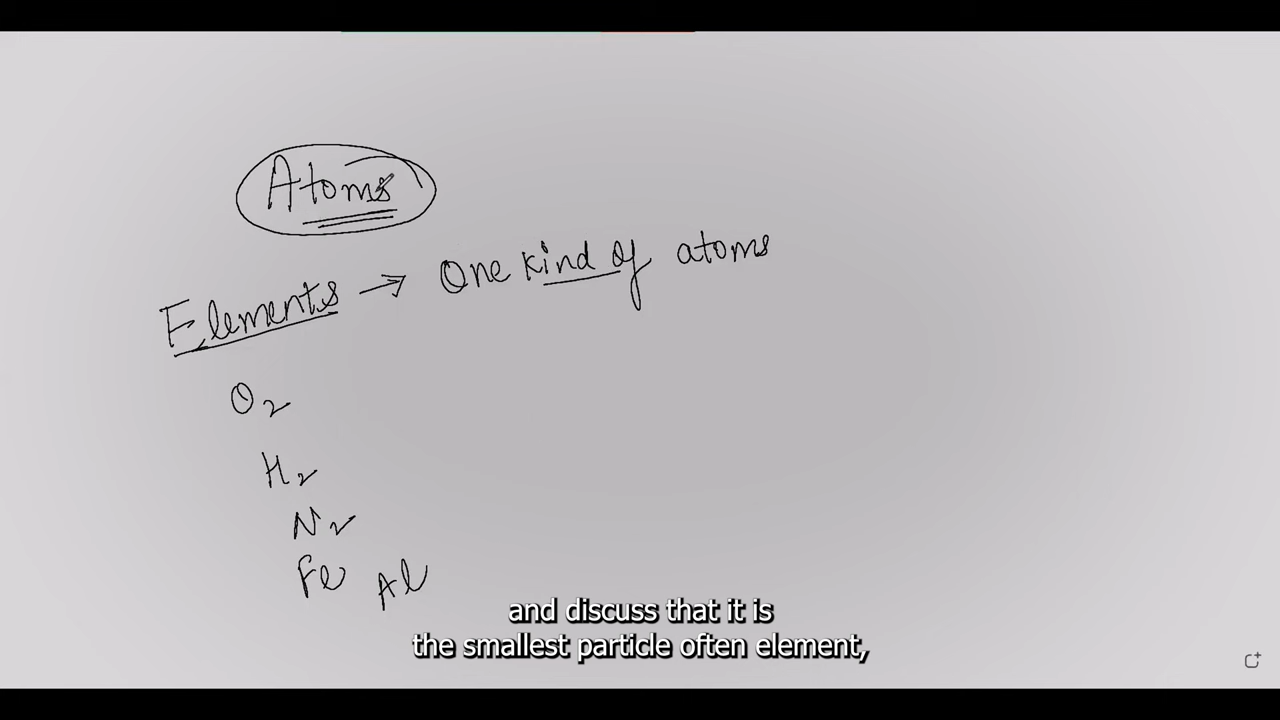 Atoms
Elements → One kind of atoms
O₂
H₂
N₂
Fe Al
and discuss that it is
the smallest particle often element,